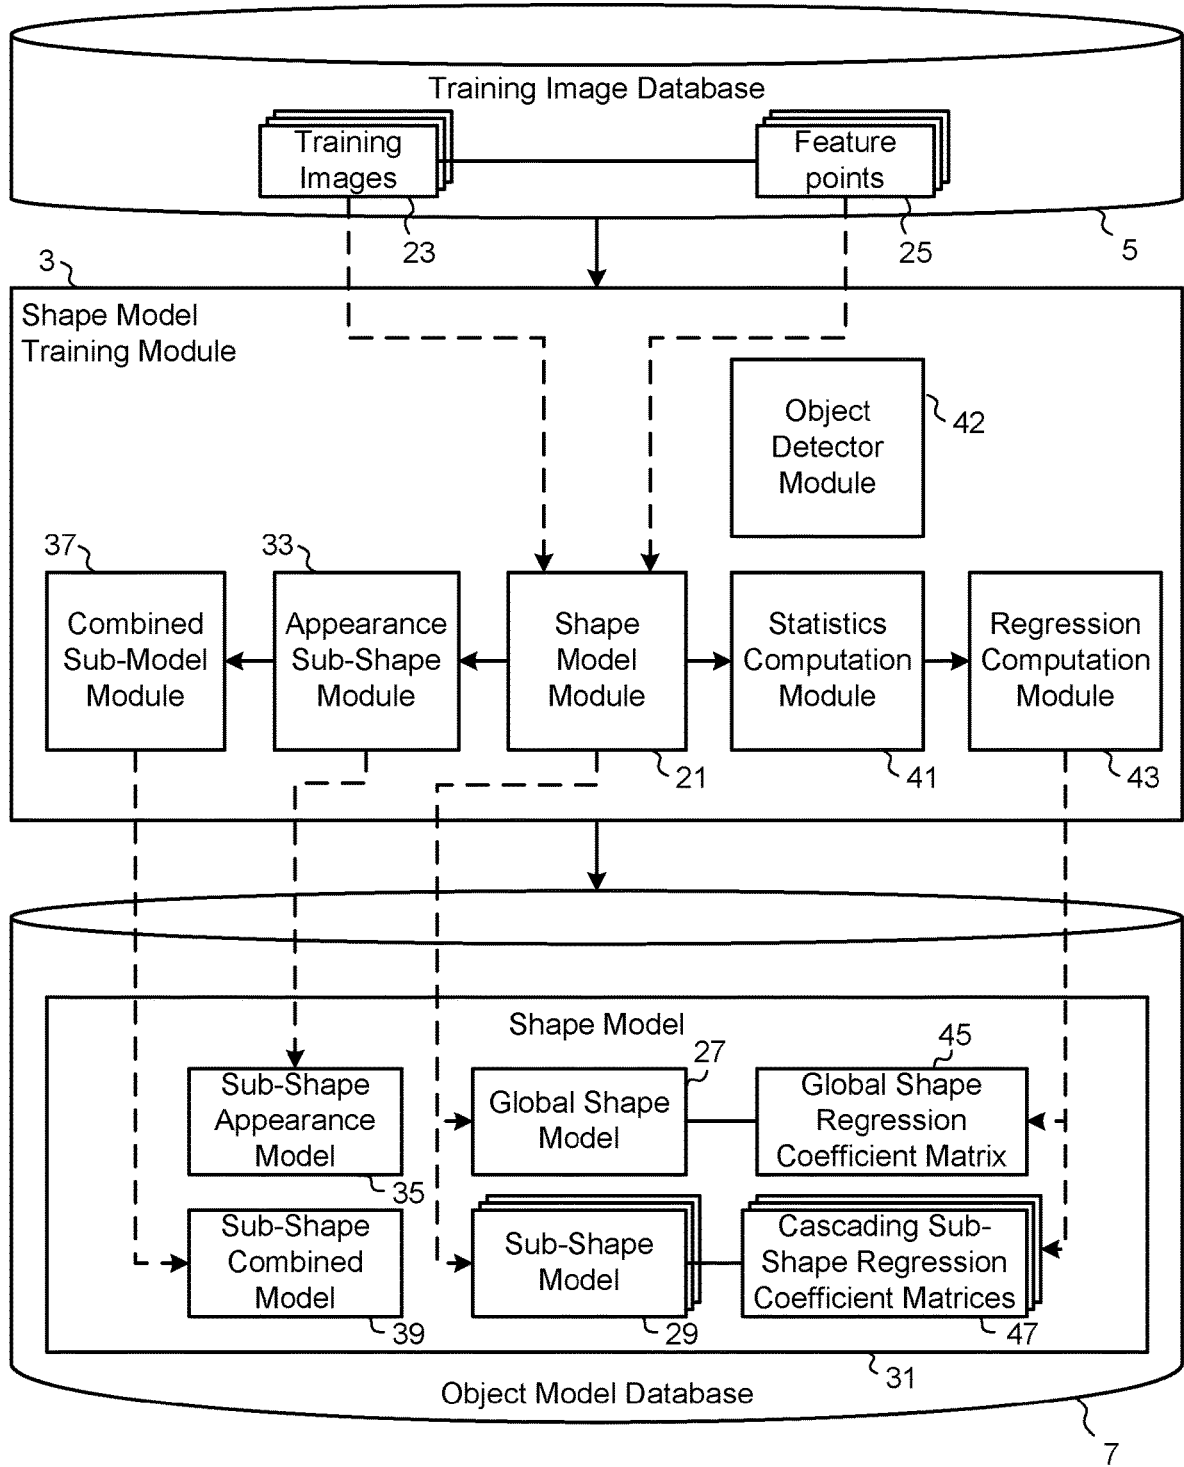 Training Image Database
Training
Images
Feature
points
23
25
5
3
Shape Model
Training Module
Object
Detector
Module
42
37
33
Combined
Sub-Model
Module
Appearance
Sub-Shape
Module
Shape
Model
Module
Statistics
Computation
Module
Regression
Computation
Module
21
41
43
Shape Model
27
45
Sub-Shape
Appearance
Model
Global Shape
Model
Global Shape
Regression
Coefficient Matrix
35
Sub-Shape
Combined
Model
Sub-Shape
Model
Cascading Sub-
Shape Regression
Coefficient Matrices
39
29
47
31
Object Model Database
7